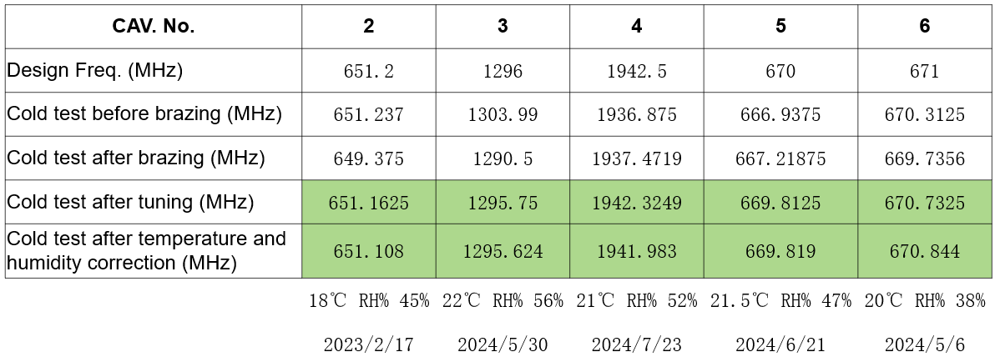 CAV. No. 2 3 4 5 6
Design Freq. (MHz) 651.2 1296 1942.5 670 671
Cold test before brazing (MHz) 651.237 1303.99 1936.875 666.9375 670.3125
Cold test after brazing (MHz) 649.375 1290.5 1937.4719 667.21875 669.7356
Cold test after tuning (MHz) 651.1625 1295.75 1942.3249 669.8125 670.7325
Cold test after temperature and
humidity correction (MHz) 651.108 1295.624 1941.983 669.819 670.844
18℃ RH% 45% 22℃ RH% 56% 21℃ RH% 52% 21.5℃ RH% 47% 20℃ RH% 38%
2023/2/17 2024/5/30 2024/7/23 2024/6/21 2024/5/6